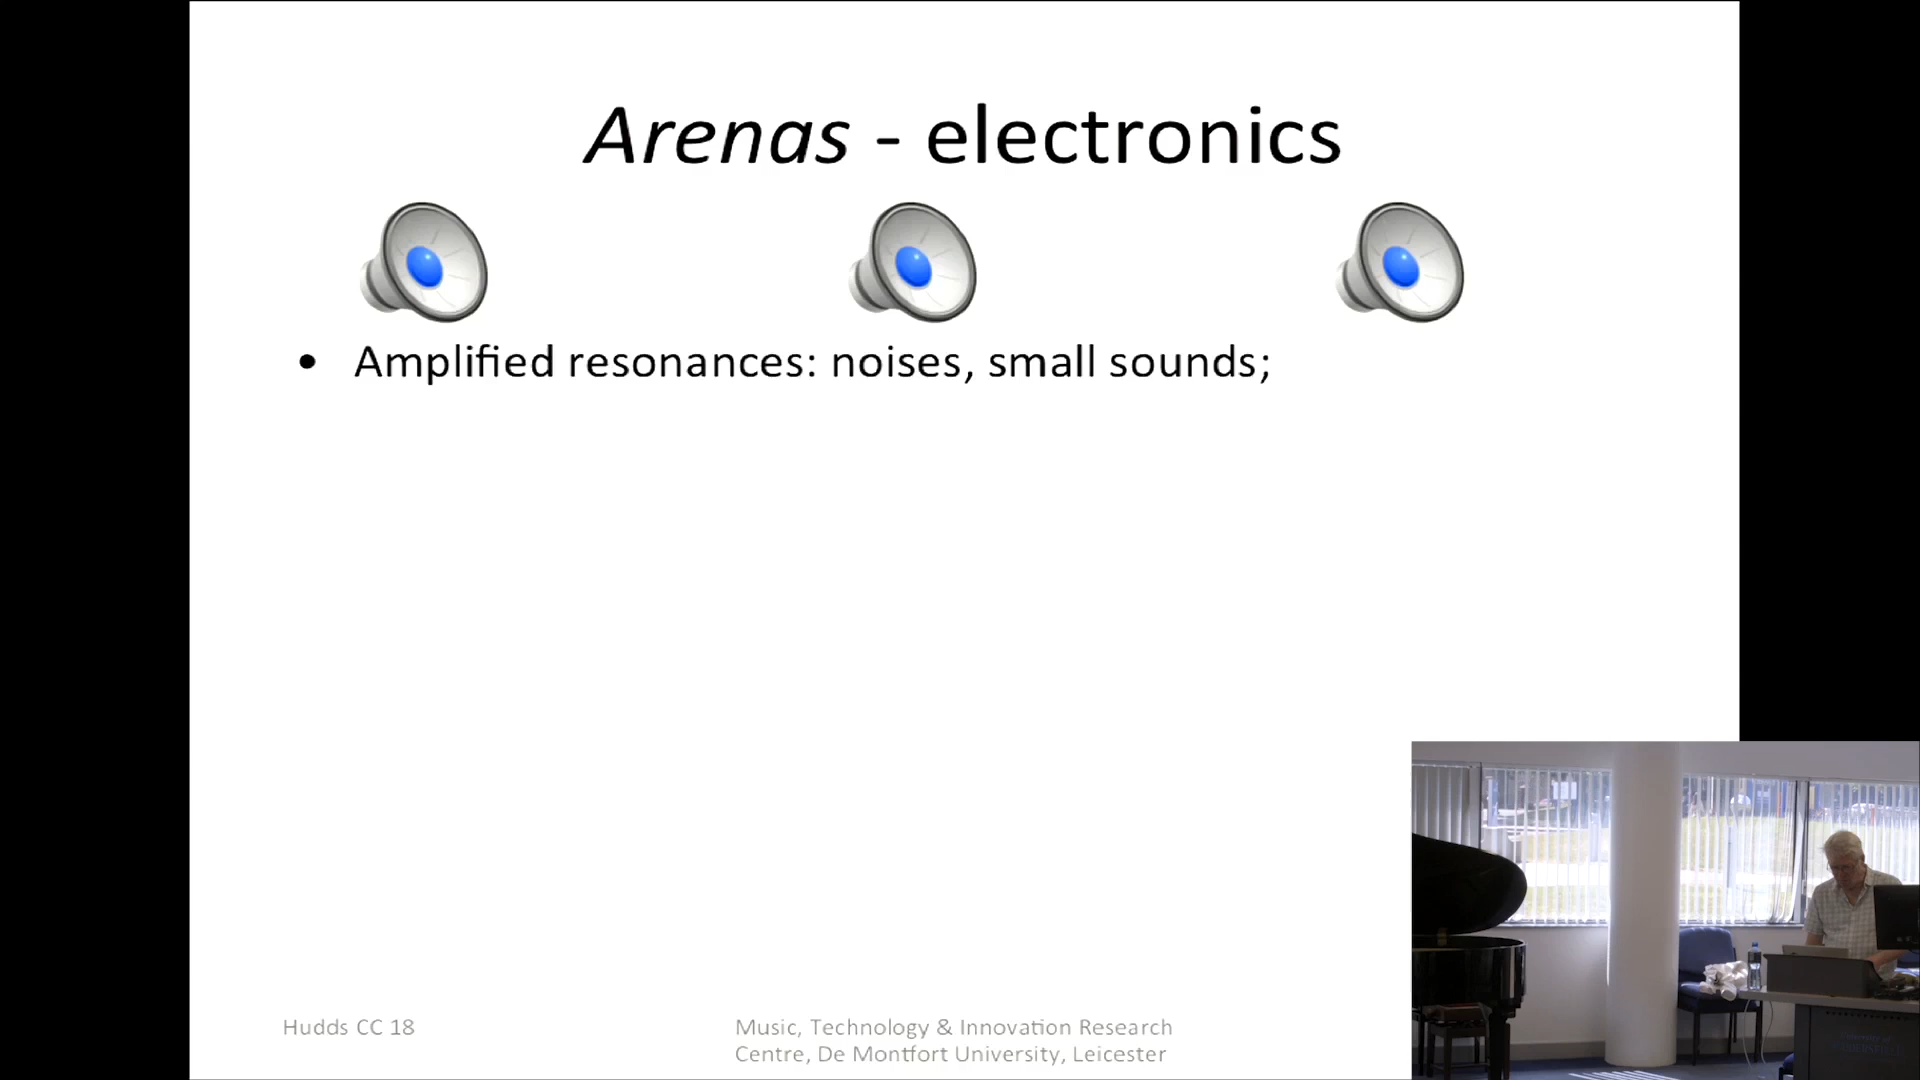 Arenas - electronics
• Amplified resonances: noises, small sounds;
Hudds CC 18
Music, Technology & Innovation Research
Centre, De Montfort University, Leicester